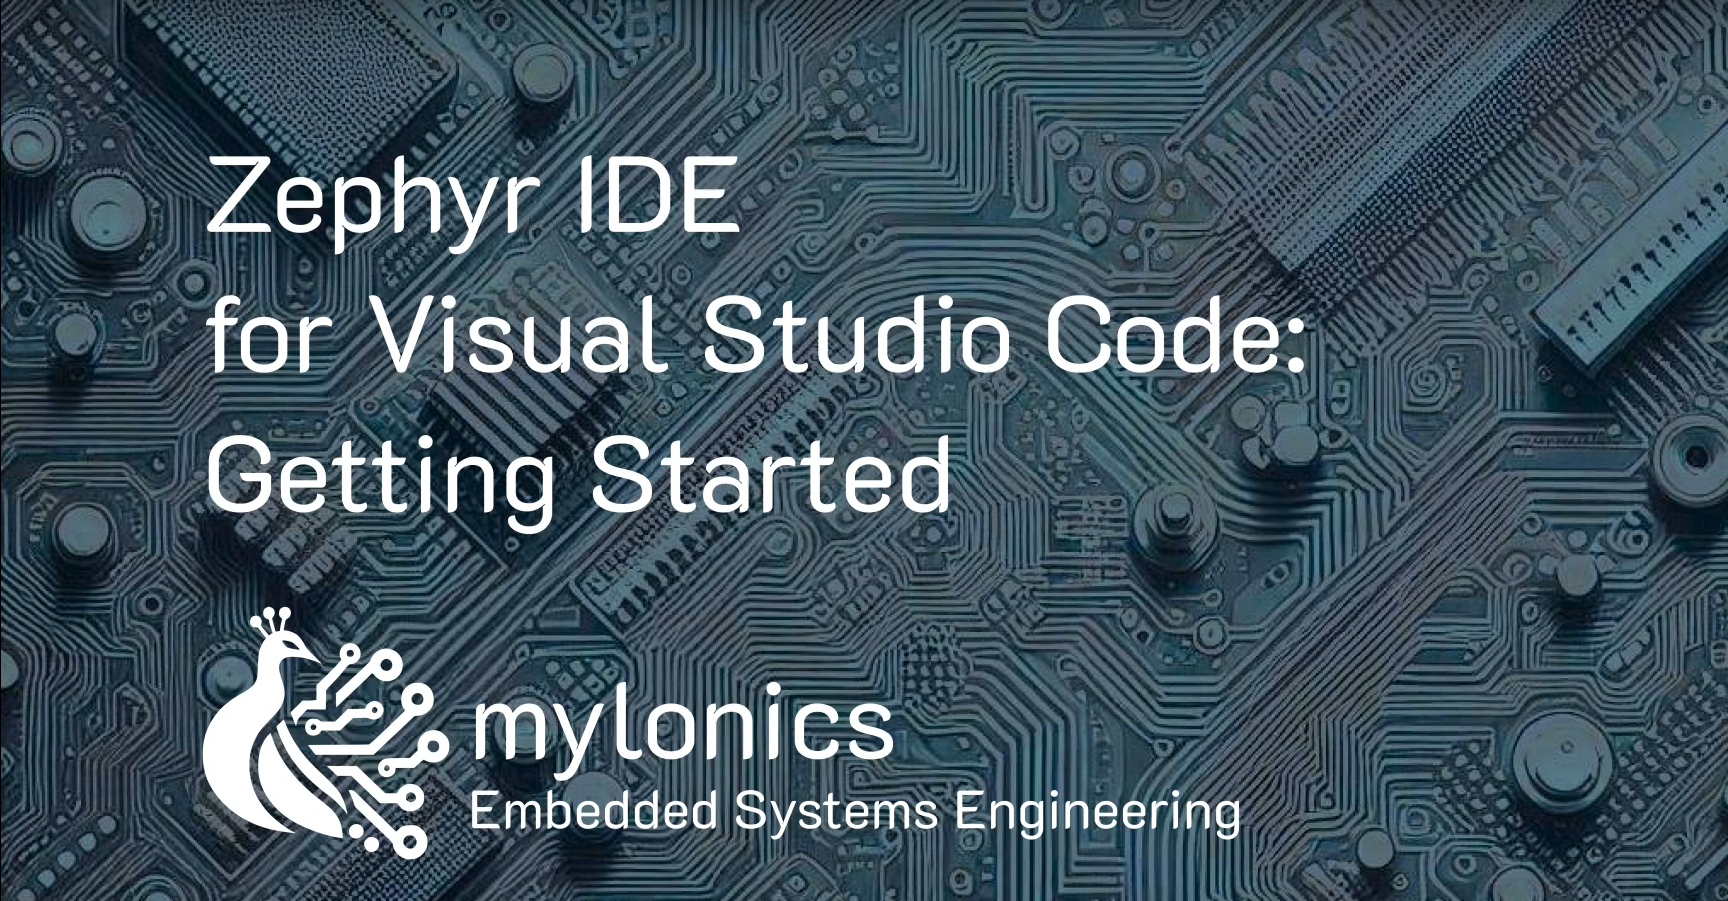 Zephyr IDE
for Visual Studio Code:
Getting Started
mylonics
Embedded Systems Engineering